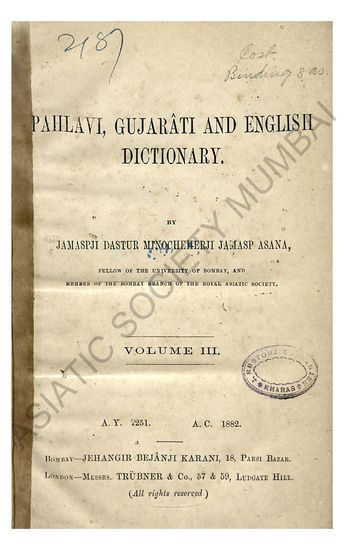 2187
Cost
Binding 8 as.
PAHLAVI, GUJARÂTI AND ENGLISH
DICTIONARY.
BY
JAMASPJI DASTUR MINOCHEHERJI JAMASP ASANA,
FELLOW OF THE UNIVERSITY OF BOMBAY, AND
MEMBER OF THE BOMBAY BRANCH OF THE ROYAL ASIATIC SOCIETY.
VOLUME III.
KHARAS
A. Y. 1251. A. C. 1882.
BOMBAY—JEHANGIR BEJÂNJI KARANI, 18, PARSI BAZAR.
LONDON—MESSES. TRÜBNER & Co., 57 & 59, LUDGATE HILL.
(All rights reserved)
ASIATIC SOCIETY MUMBAI